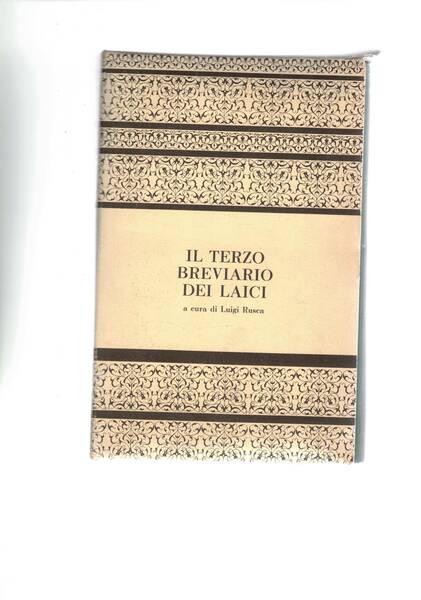 IL TERZO
BREVIARIO
DEI LAICI
a cura di Luigi Rusca